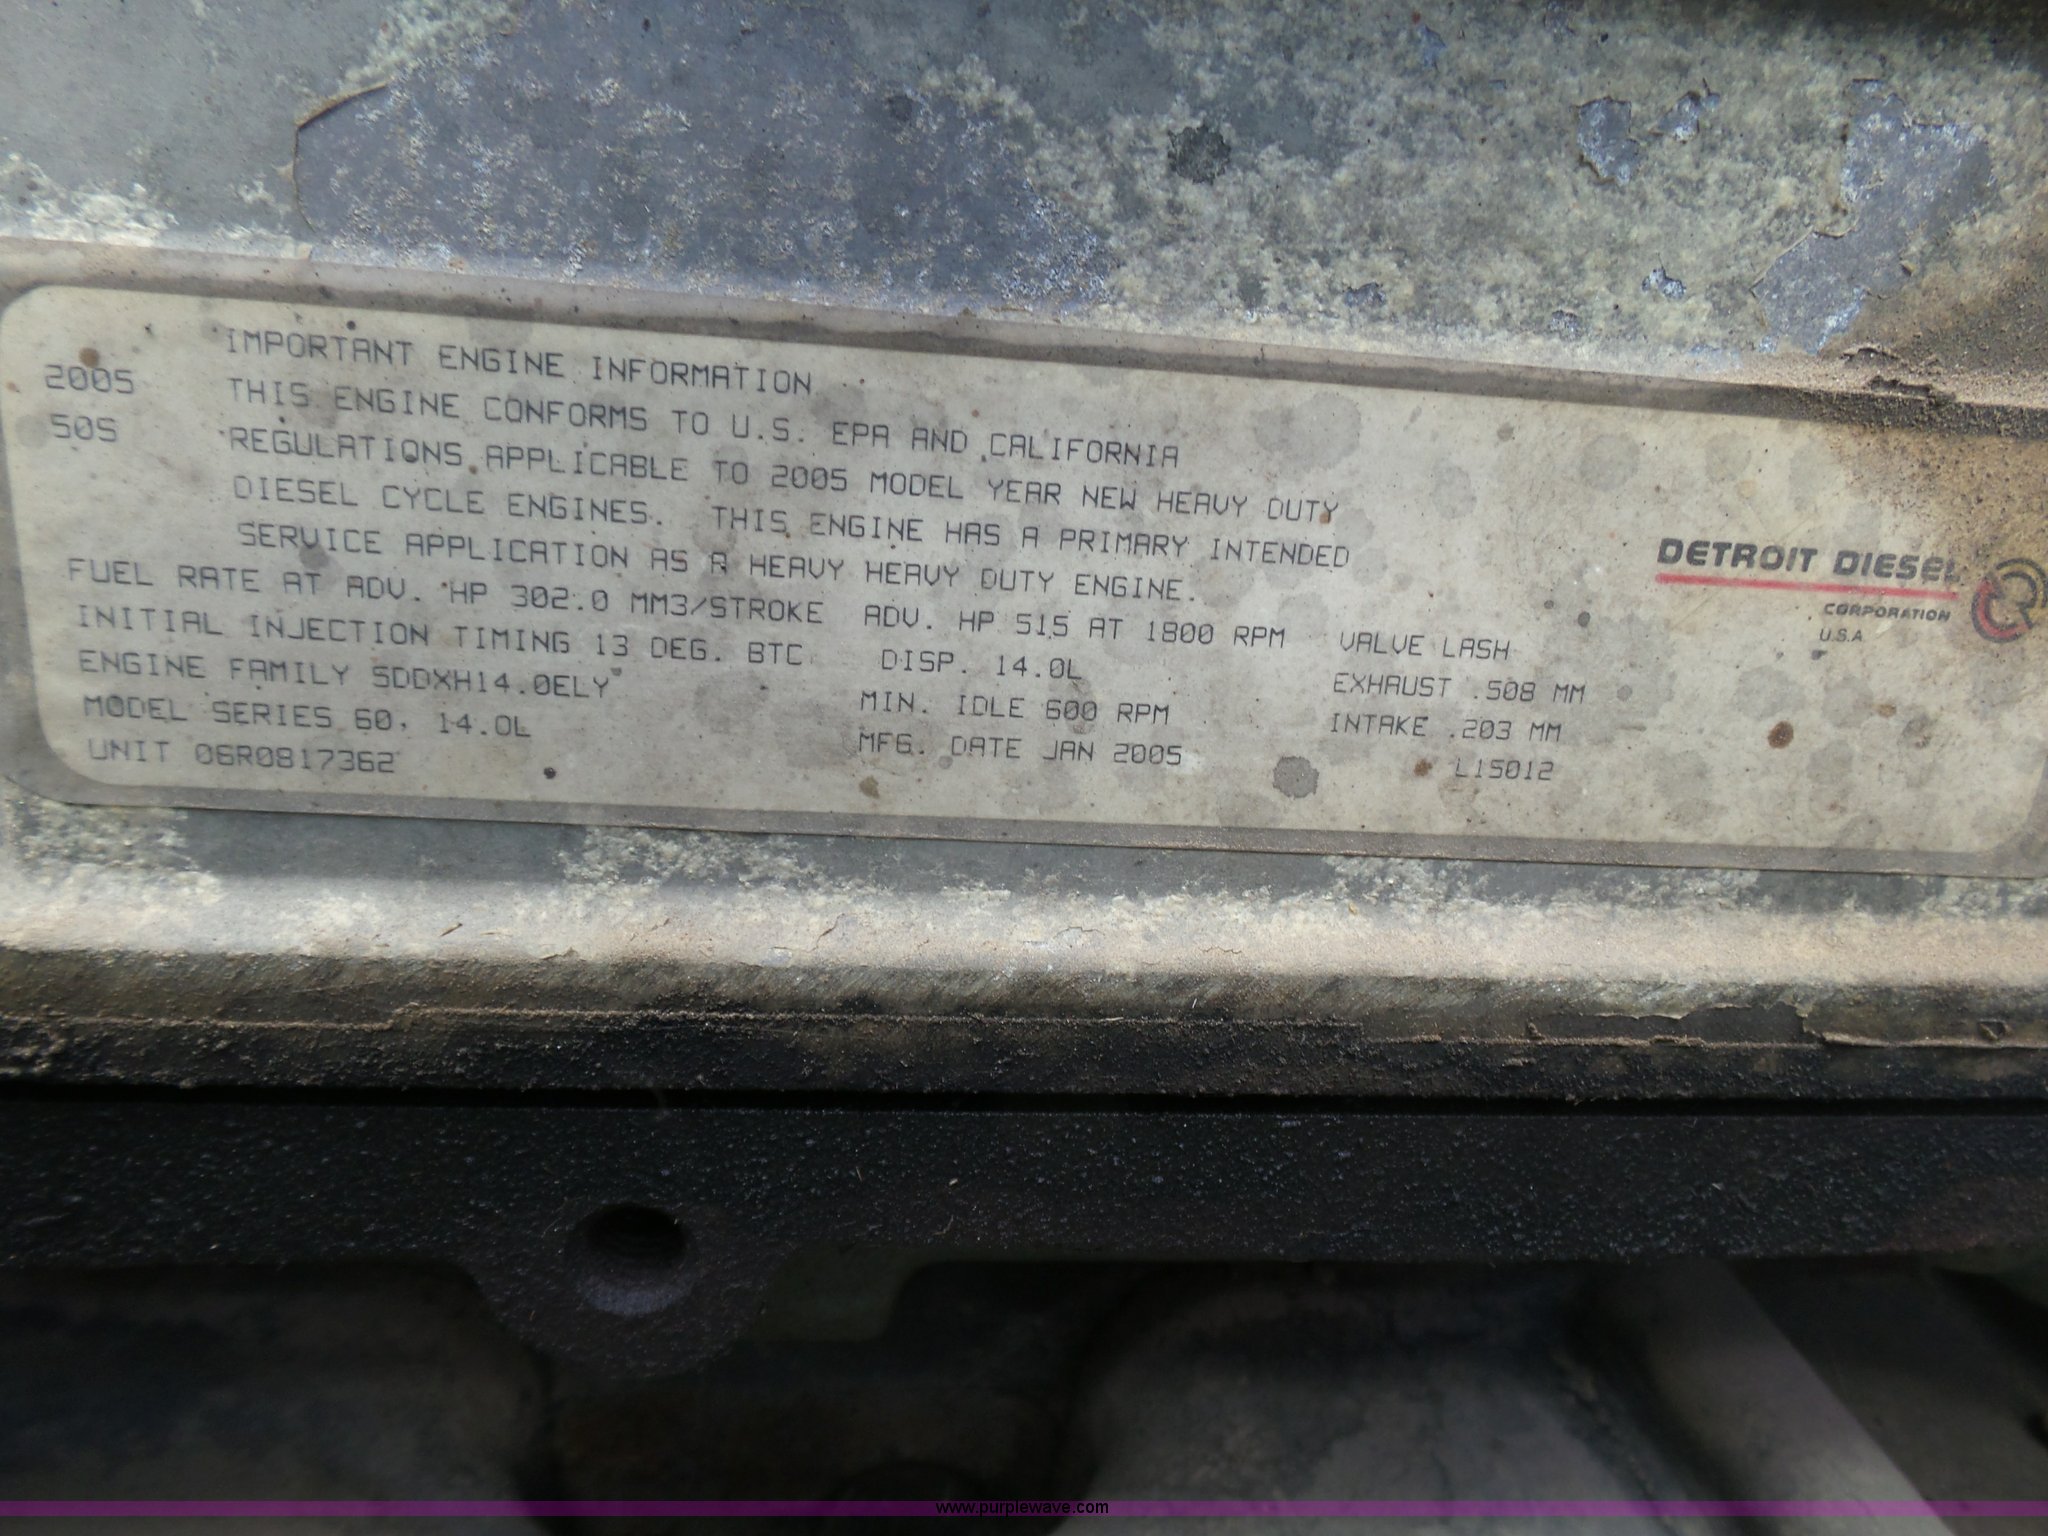 IMPORTANT ENGINE INFORMATION
2005 THIS ENGINE CONFORMS TO U.S. EPA AND CALIFORNIA
50S REGULATIONS APPLICABLE TO 2005 MODEL YEAR NEW HEAVY DUTY
DIESEL CYCLE ENGINES. THIS ENGINE HAS A PRIMARY INTENDED
SERVICE APPLICATION AS A HEAVY HEAVY DUTY ENGINE.
FUEL RATE AT ADV. HP 302.0 MM3/STROKE ADV. HP 515 AT 1800 RPM VALVE LASH
INITIAL INJECTION TIMING 13 DEG. BTC DISP. 14.0L EXHAUST .508 MM
ENGINE FAMILY 5DDXH14.0ELY MIN. IDLE 600 RPM INTAKE .203 MM
MODEL SERIES 60, 14.0L MFG. DATE JAN 2005 L15012
UNIT 06R0817362
DETROIT DIESEL
CORPORATION
U.S.A
www.purplewave.com